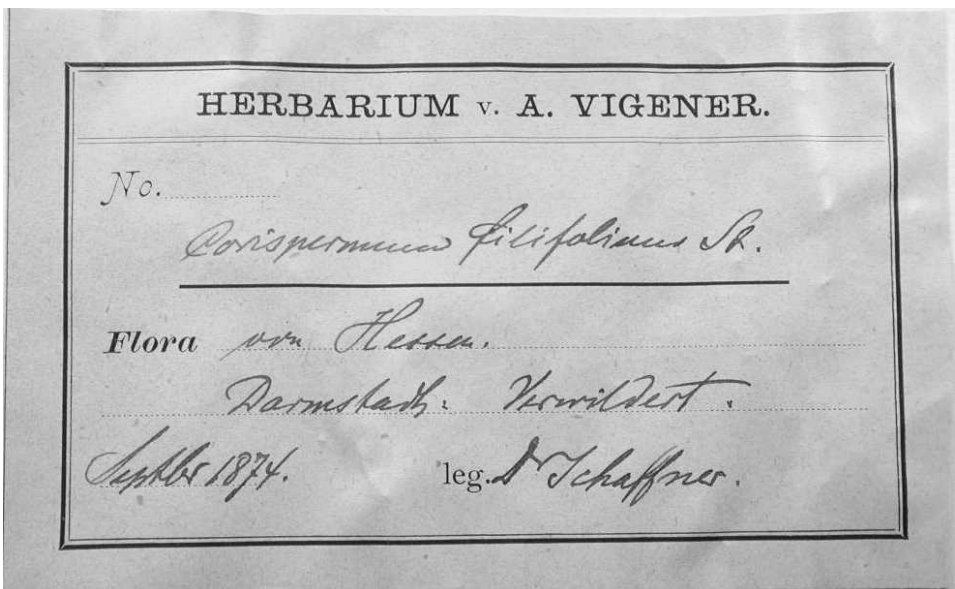 HERBARIUM v. A. VIGENER.
No.
Corispermum filifolium St.
Flora von Hessen.
Darmstadt. Verwildert.
Septbr 1874. leg. Dr Schaffner.